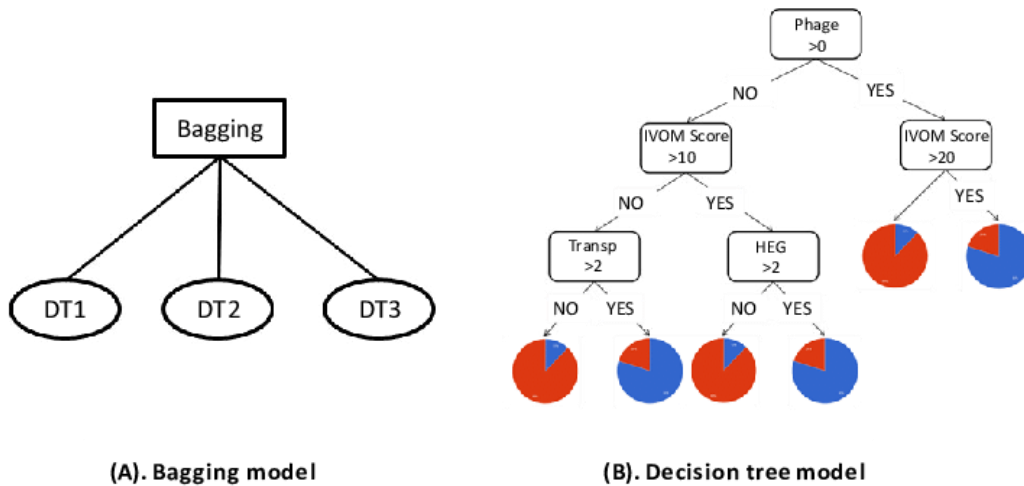 Bagging
DT1
DT2
DT3
(A). Bagging model
Phage
>0
NO
YES
IVOM Score
>10
IVOM Score
>20
NO
YES
YES
Transp
>2
HEG
>2
NO
YES
NO
YES
(B). Decision tree model